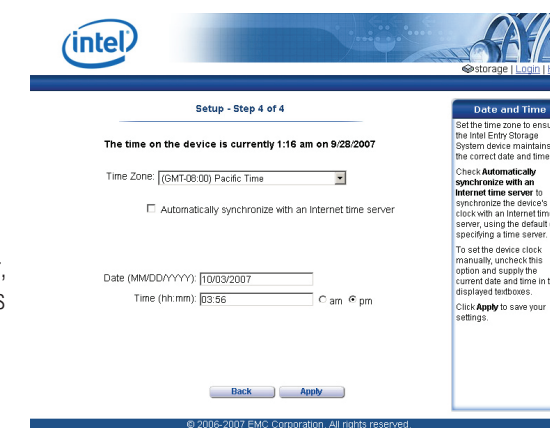 intel
storage | Login |
Setup - Step 4 of 4
The time on the device is currently 1:16 am on 9/28/2007
Time Zone: (GMT-08:00) Pacific Time
Automatically synchronize with an Internet time server
Date (MM/DD/YYYY): 10/03/2007
Time (hh:mm): 03:56 am pm
Back Apply
Date and Time
Set the time zone to
the Intel Entry Storage
System device maintains
the correct date and time
Check Automatically
synchronize with an
Internet time server to
synchronize the device's
clock with an Internet
server, using the default
specifying a time server.
To set the device clock
manually, uncheck this
option and supply the
current date and time in
displayed textboxes.
Click Apply to save your
settings.
© 2006-2007 EMC Corporation. All rights reserved.